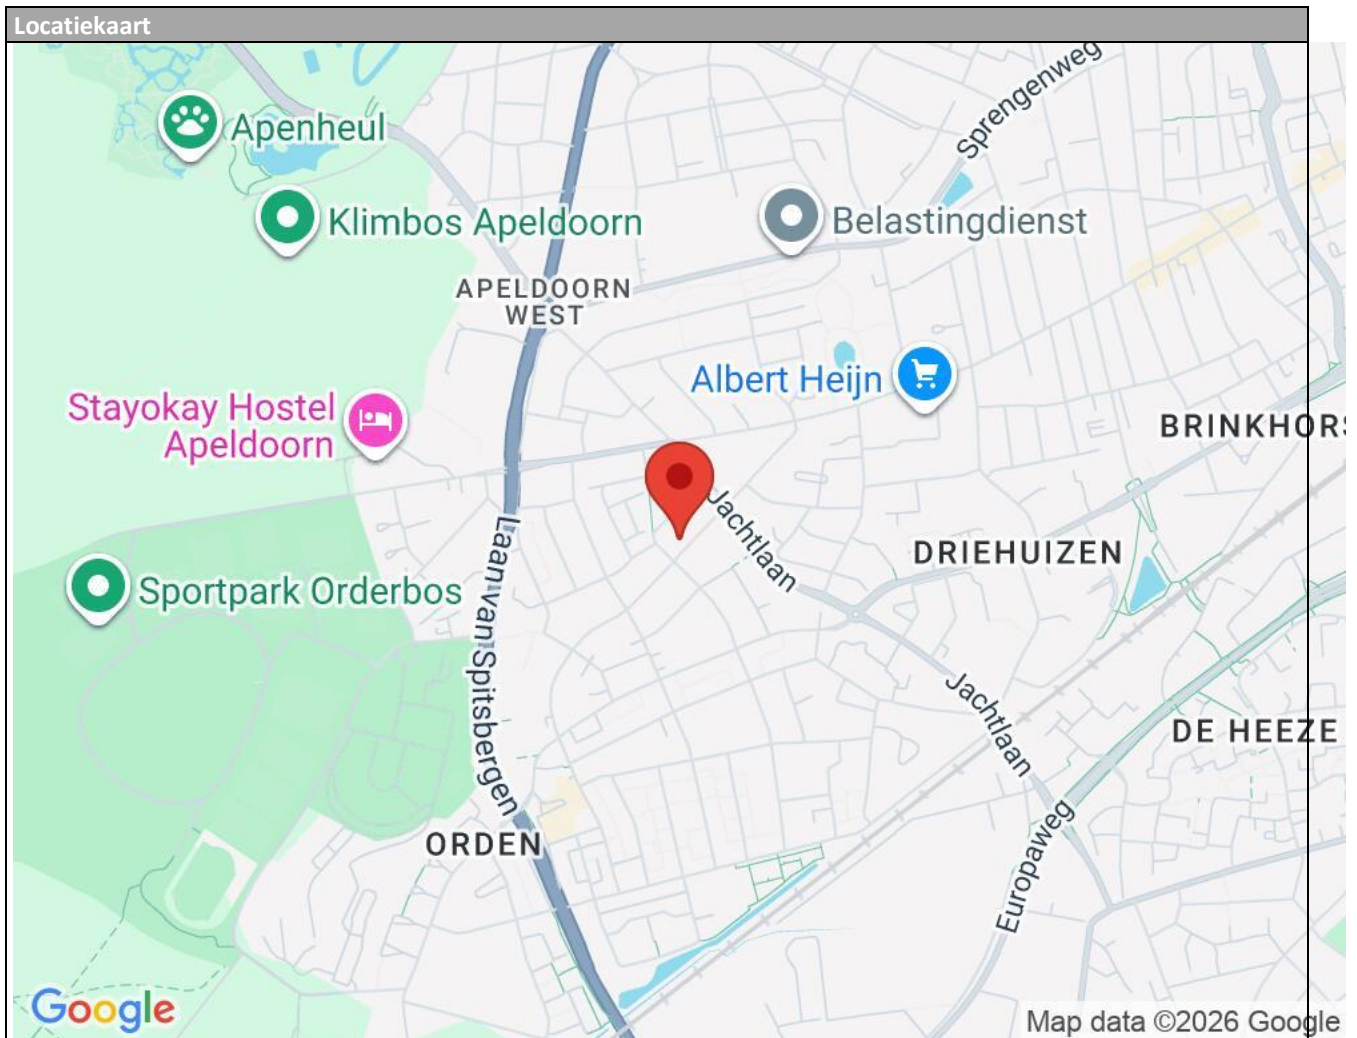 Locatiekaart
Sprengenweg
Apenheul
Klimbos Apeldoorn
Belastingdienst
APELDOORN
WEST
Albert Heijn
Stayokay Hostel
Apeldoorn
BRINKHORS
Jachtlaan
DRIEHUIZEN
Laan van Spitsbergen
Sportpark Orderbos
Jachtlaan
DE HEEZE
ORDEN
Europaweg
Google
Map data ©2026 Google